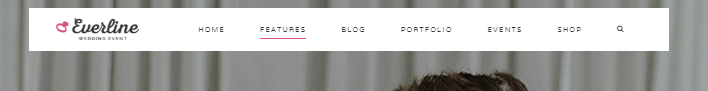 Everline
WEDDING EVENT
HOME FEATURES BLOG PORTFOLIO EVENTS SHOP